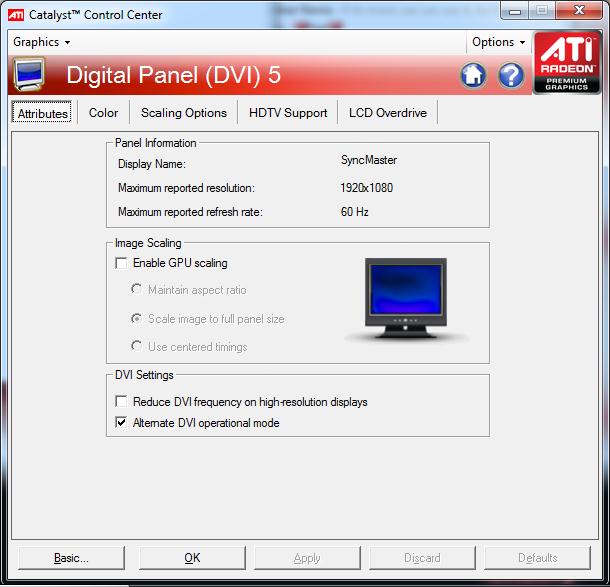 ATI Catalyst™ Control Center
Graphics Options
ATI
RADEON
PREMIUM
GRAPHICS
Digital Panel (DVI) 5
Attributes Color Scaling Options HDTV Support LCD Overdrive
Panel Information
Display Name: SyncMaster
Maximum reported resolution: 1920x1080
Maximum reported refresh rate: 60 Hz
Image Scaling
Enable GPU scaling
Maintain aspect ratio
Scale image to full panel size
Use centered timings
DVI Settings
Reduce DVI frequency on high-resolution displays
Alternate DVI operational mode
Basic... OK Apply Discard Defaults